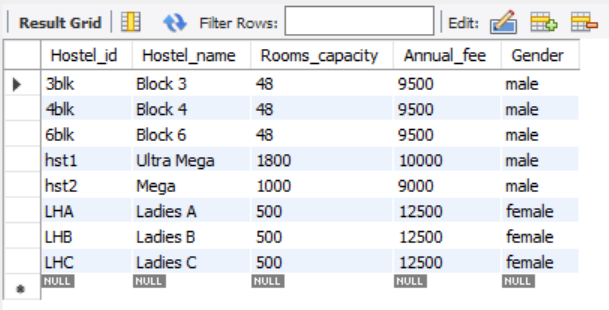 Result Grid Filter Rows: Edit:
Hostel_id Hostel_name Rooms_capacity Annual_fee Gender
3blk Block 3 48 9500 male
4blk Block 4 48 9500 male
6blk Block 6 48 9500 male
hst1 Ultra Mega 1800 10000 male
hst2 Mega 1000 9000 male
LHA Ladies A 500 12500 female
LHB Ladies B 500 12500 female
LHC Ladies C 500 12500 female
NULL NULL NULL NULL NULL